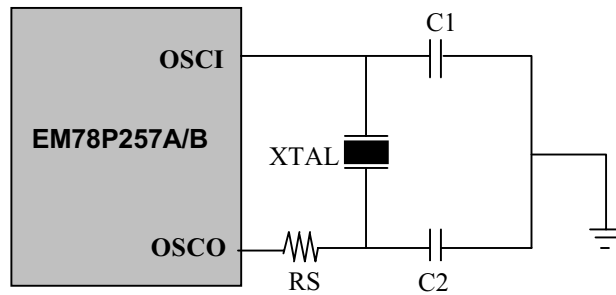 C1
OSCI
EM78P257A/B
XTAL
OSCO
RS
C2